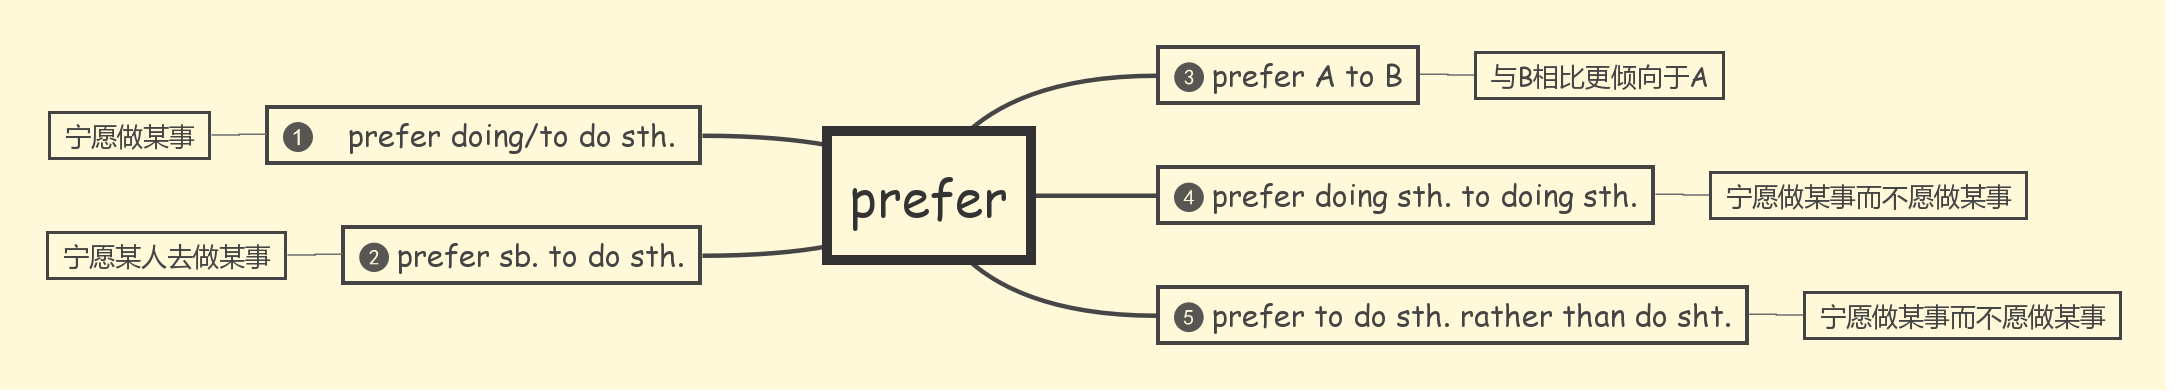 prefer
1 prefer doing/to do sth.
宁愿做某事
2 prefer sb. to do sth.
宁愿某人去做某事
3 prefer A to B
与B相比更倾向于A
4 prefer doing sth. to doing sth.
宁愿做某事而不愿做某事
5 prefer to do sth. rather than do sht.
宁愿做某事而不愿做某事